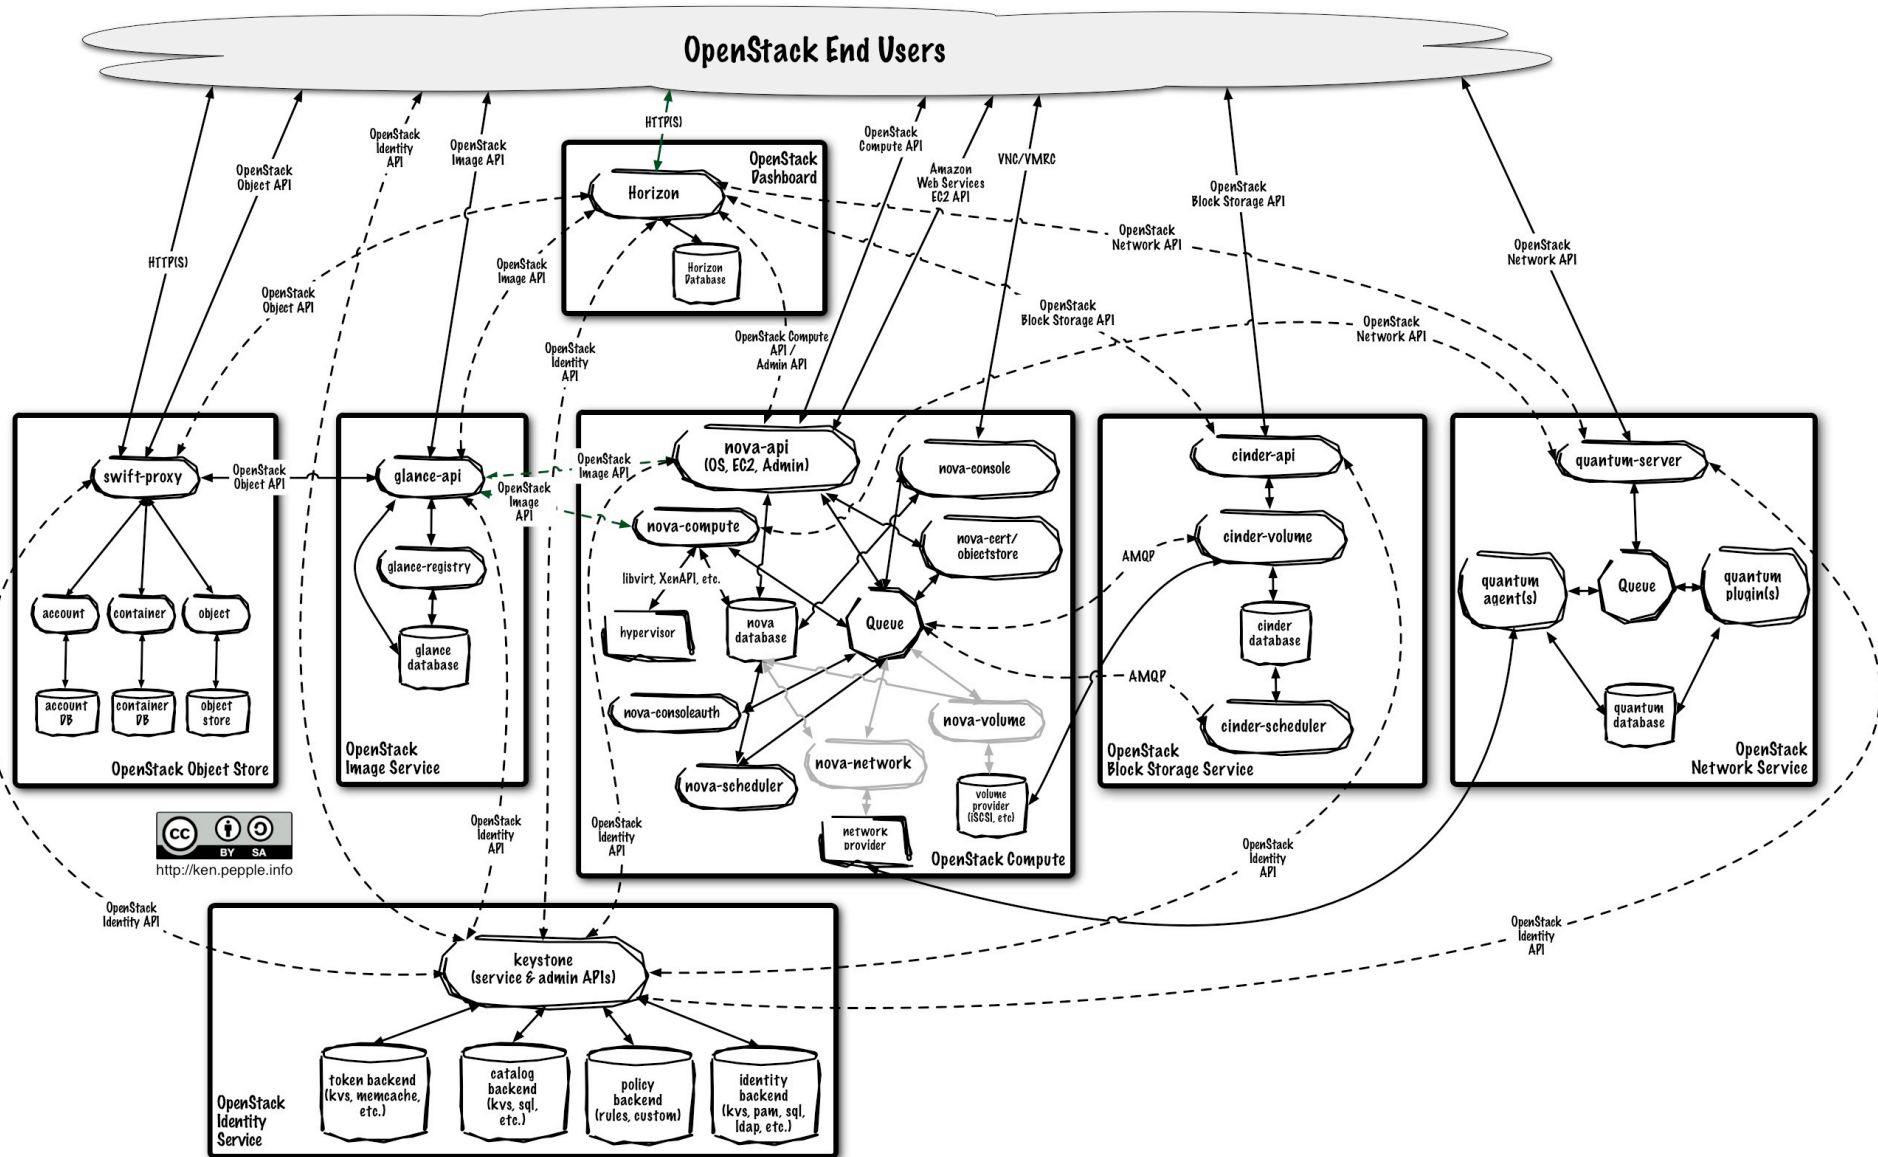 OpenStack End Users
HTTP(S)
OpenStack
Object API
OpenStack
Identity
API
OpenStack
Image API
HTTP(S)
OpenStack
Compute API
Amazon
Web Services
EC2 API
VNC/VMRC
OpenStack
Block Storage API
OpenStack
Network API
OpenStack
Dashboard
Horizon
Horizon
Database
OpenStack
Object API
OpenStack
Image API
OpenStack
Identity
API
OpenStack Compute
API /
Admin API
OpenStack
Network API
OpenStack
Block Storage API
OpenStack
Network API
swift-proxy
OpenStack
Object API
account
container
object
account
DB
container
DB
object
store
OpenStack Object Store
glance-api
glance-registry
glance
database
OpenStack
Image Service
OpenStack
Image API
OpenStack
Image
API
nova-api
(OS, EC2, Admin)
nova-console
nova-compute
nova-cert/
objectstore
libvirt, XenAPI, etc.
hypervisor
nova
database
Queue
nova-consoleauth
nova-volume
nova-network
nova-scheduler
volume
provider
(iSCSI, etc)
network
provider
OpenStack Compute
cinder-api
cinder-volume
AMQP
cinder
database
AMQP
cinder-scheduler
OpenStack
Block Storage Service
quantum-server
quantum
agent(s)
Queue
quantum
plugin(s)
quantum
database
OpenStack
Network Service
CC
BY SA
http://ken.pepple.info
OpenStack
Identity API
OpenStack
Identity
API
OpenStack
Identity
API
OpenStack
Identity
API
OpenStack
Identity
API
keystone
(service & admin APIs)
token backend
(kvs, memcache,
etc.)
catalog
backend
(kvs, sql,
etc.)
policy
backend
(rules, custom)
identity
backend
(kvs, pam, sql,
ldap, etc.)
OpenStack
Identity
Service